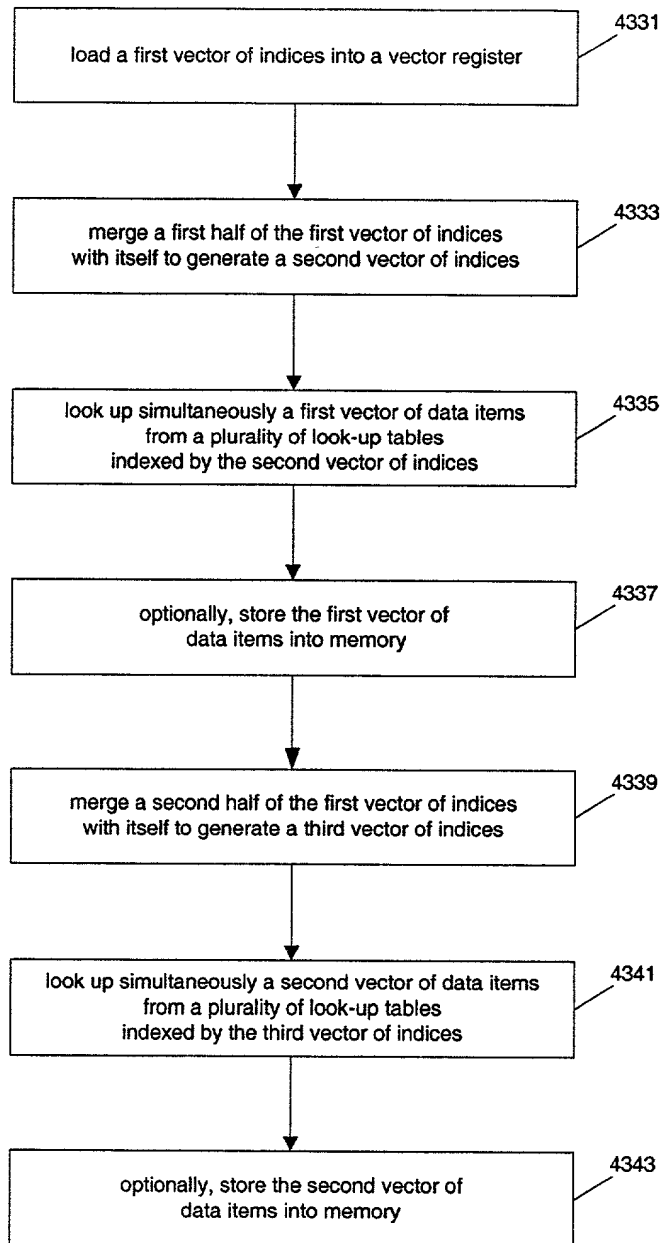 4331
load a first vector of indices into a vector register
4333
merge a first half of the first vector of indices
with itself to generate a second vector of indices
4335
look up simultaneously a first vector of data items
from a plurality of look-up tables
indexed by the second vector of indices
4337
optionally, store the first vector of
data items into memory
4339
merge a second half of the first vector of indices
with itself to generate a third vector of indices
4341
look up simultaneously a second vector of data items
from a plurality of look-up tables
indexed by the third vector of indices
4343
optionally, store the second vector of
data items into memory